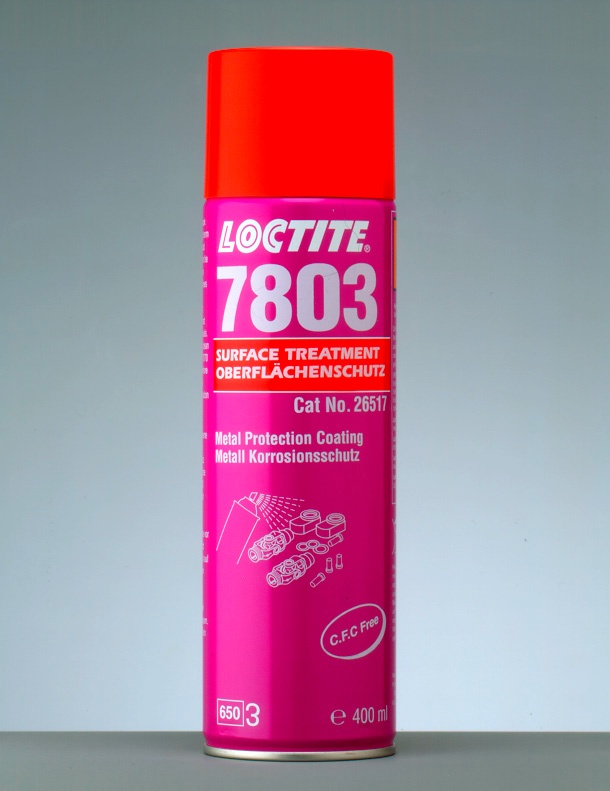 LOCTITE®
7803
SURFACE TREATMENT
OBERFLÄCHENSCHUTZ
Cat No. 26517
Metal Protection Coating
Metall Korrosionsschutz
C.F.C Free
650 3
e 400 ml